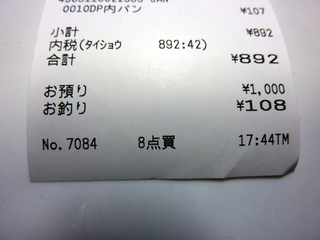 0010DP内パン ¥107
小計 ¥892
内税(タイショウ 892:42)
合計 ¥892
お預り ¥1,000
お釣り ¥108
No.7084 8点買 17:44TM